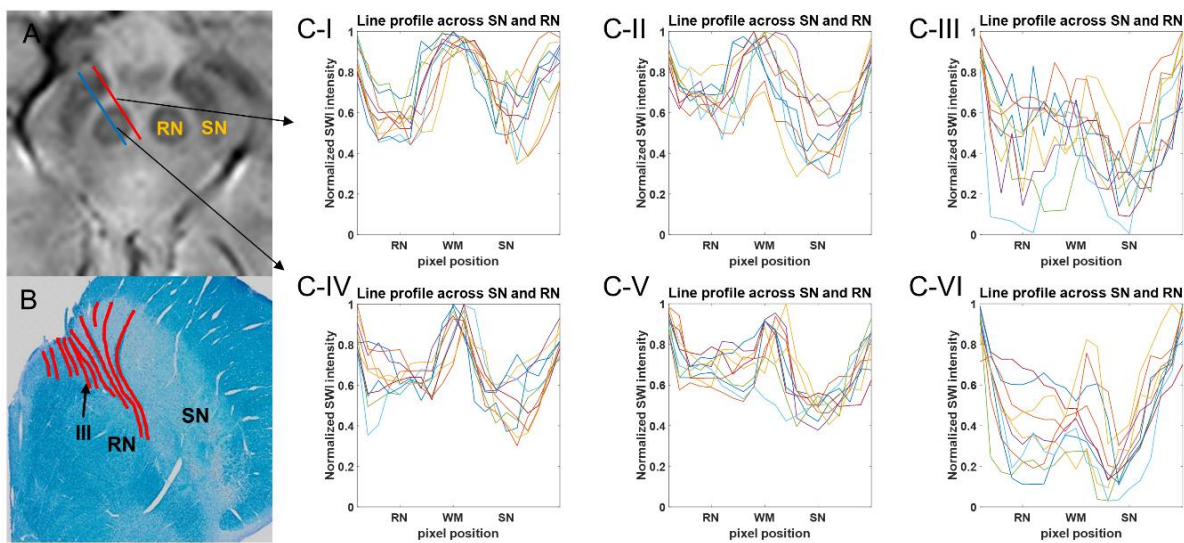 A
RN SN
B
III
RN
SN
C-I
Line profile across SN and RN
Normalized SWI intensity
1
0.8
0.6
0.4
0.2
0
RN WM SN
pixel position
C-II
Line profile across SN and RN
Normalized SWI intensity
1
0.8
0.6
0.4
0.2
0
RN WM SN
pixel position
C-III
Line profile across SN and RN
Normalized SWI intensity
1
0.8
0.6
0.4
0.2
0
RN WM SN
pixel position
C-IV
Line profile across SN and RN
Normalized SWI intensity
1
0.8
0.6
0.4
0.2
0
RN WM SN
pixel position
C-V
Line profile across SN and RN
Normalized SWI intensity
1
0.8
0.6
0.4
0.2
0
RN WM SN
pixel position
C-VI
Line profile across SN and RN
Normalized SWI intensity
1
0.8
0.6
0.4
0.2
0
RN WM SN
pixel position